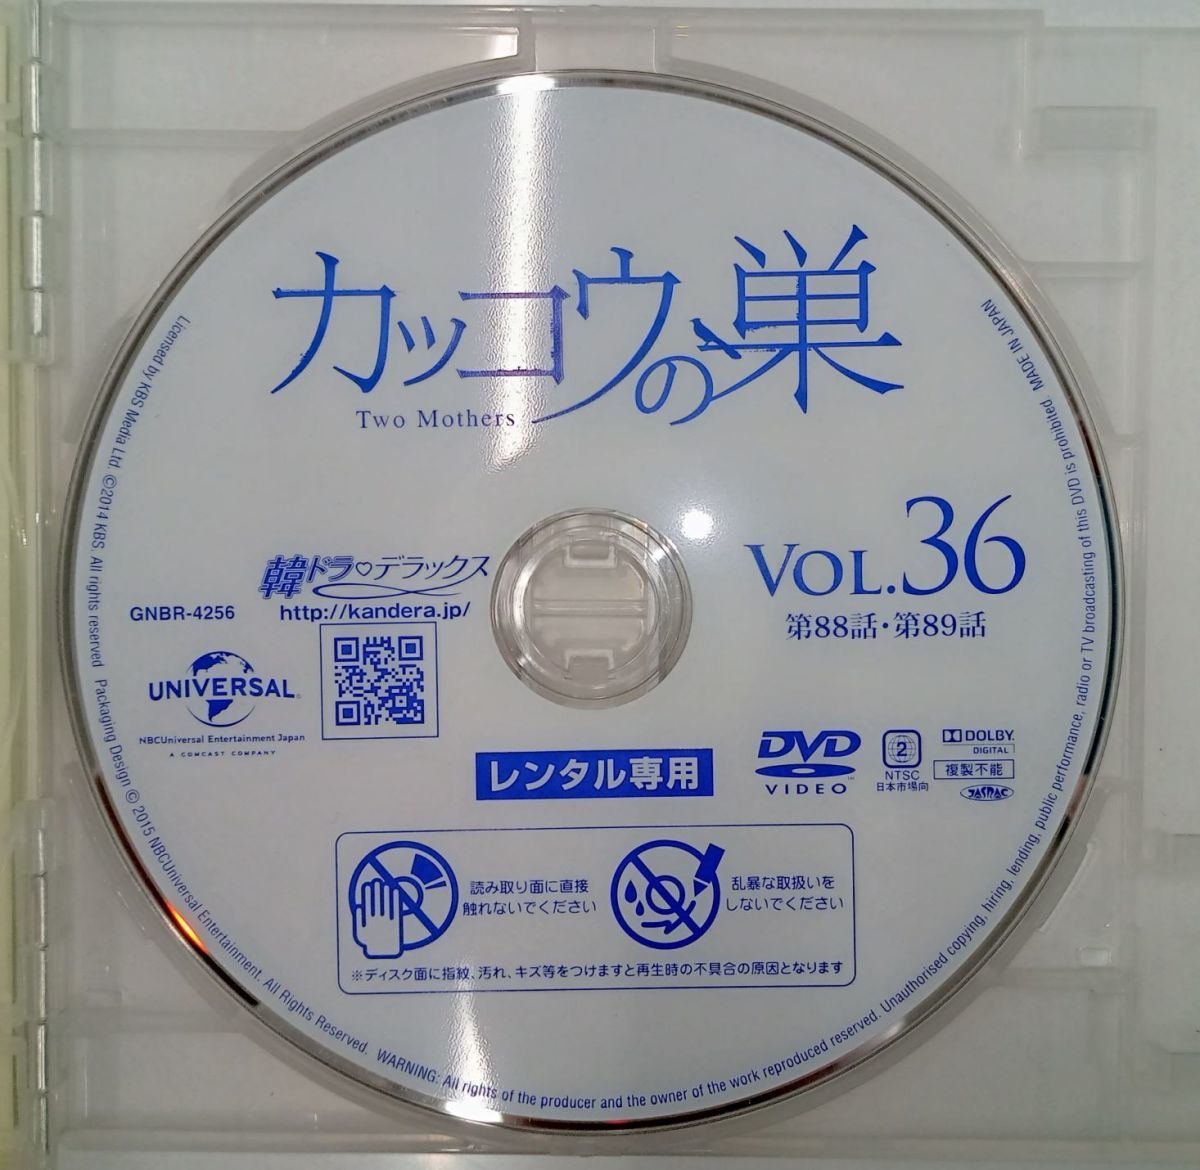 カッコウの巣
Two Mothers
VOL.36
第88話・第89話
韓ドラ♡デラックス
http://kandera.jp/
GNBR-4256
UNIVERSAL
NBCUniversal Entertainment Japan
A COMCAST COMPANY
レンタル専用
DVD
VIDEO
2
NTSC
日本市場向
DOLBY
DIGITAL
複製不能
JASRAC
読み取り面に直接
触れないでください
乱暴な取扱いを
しないでください
※ディスク面に指紋、汚れ、キズ等をつけますと再生時の不具合の原因となります
Licensed by KBS Media Ltd. ©2014 KBS. All rights reserved Packaging Design © 2015 NBCUniversal Entertainment. All Rights Reserved. WARNING: All rights of the producer and the owner of the work reproduced reserved. Unauthorised copying, hiring, lending, public performance, radio or TV broadcasting of this DVD is prohibited. MADE IN JAPAN